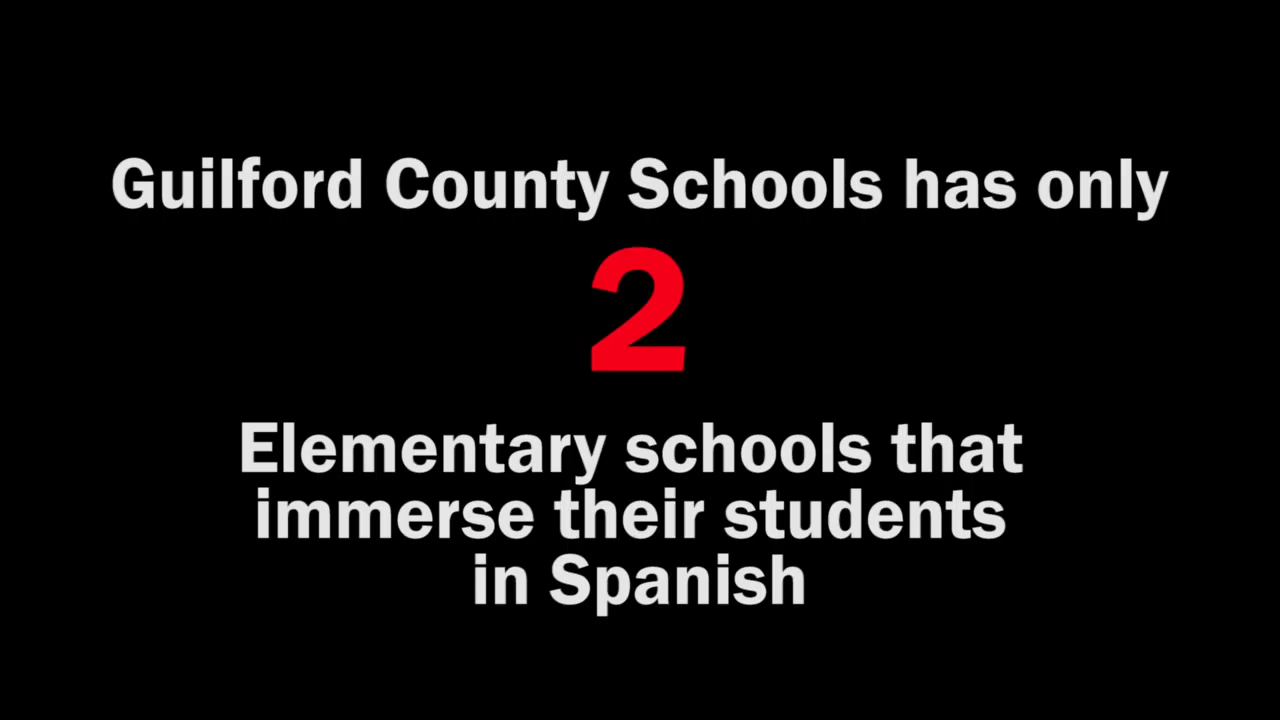 Guilford County Schools has only
2
Elementary schools that
immerse their students
in Spanish